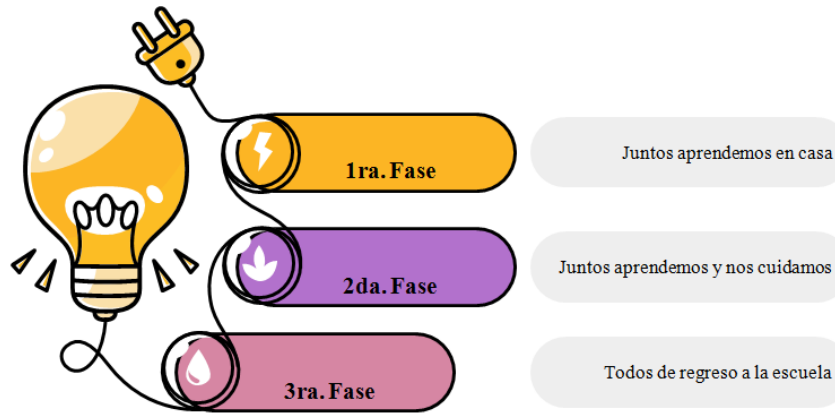 1ra. Fase
Juntos aprendemos en casa
2da. Fase
Juntos aprendemos y nos cuidamos
3ra. Fase
Todos de regreso a la escuela